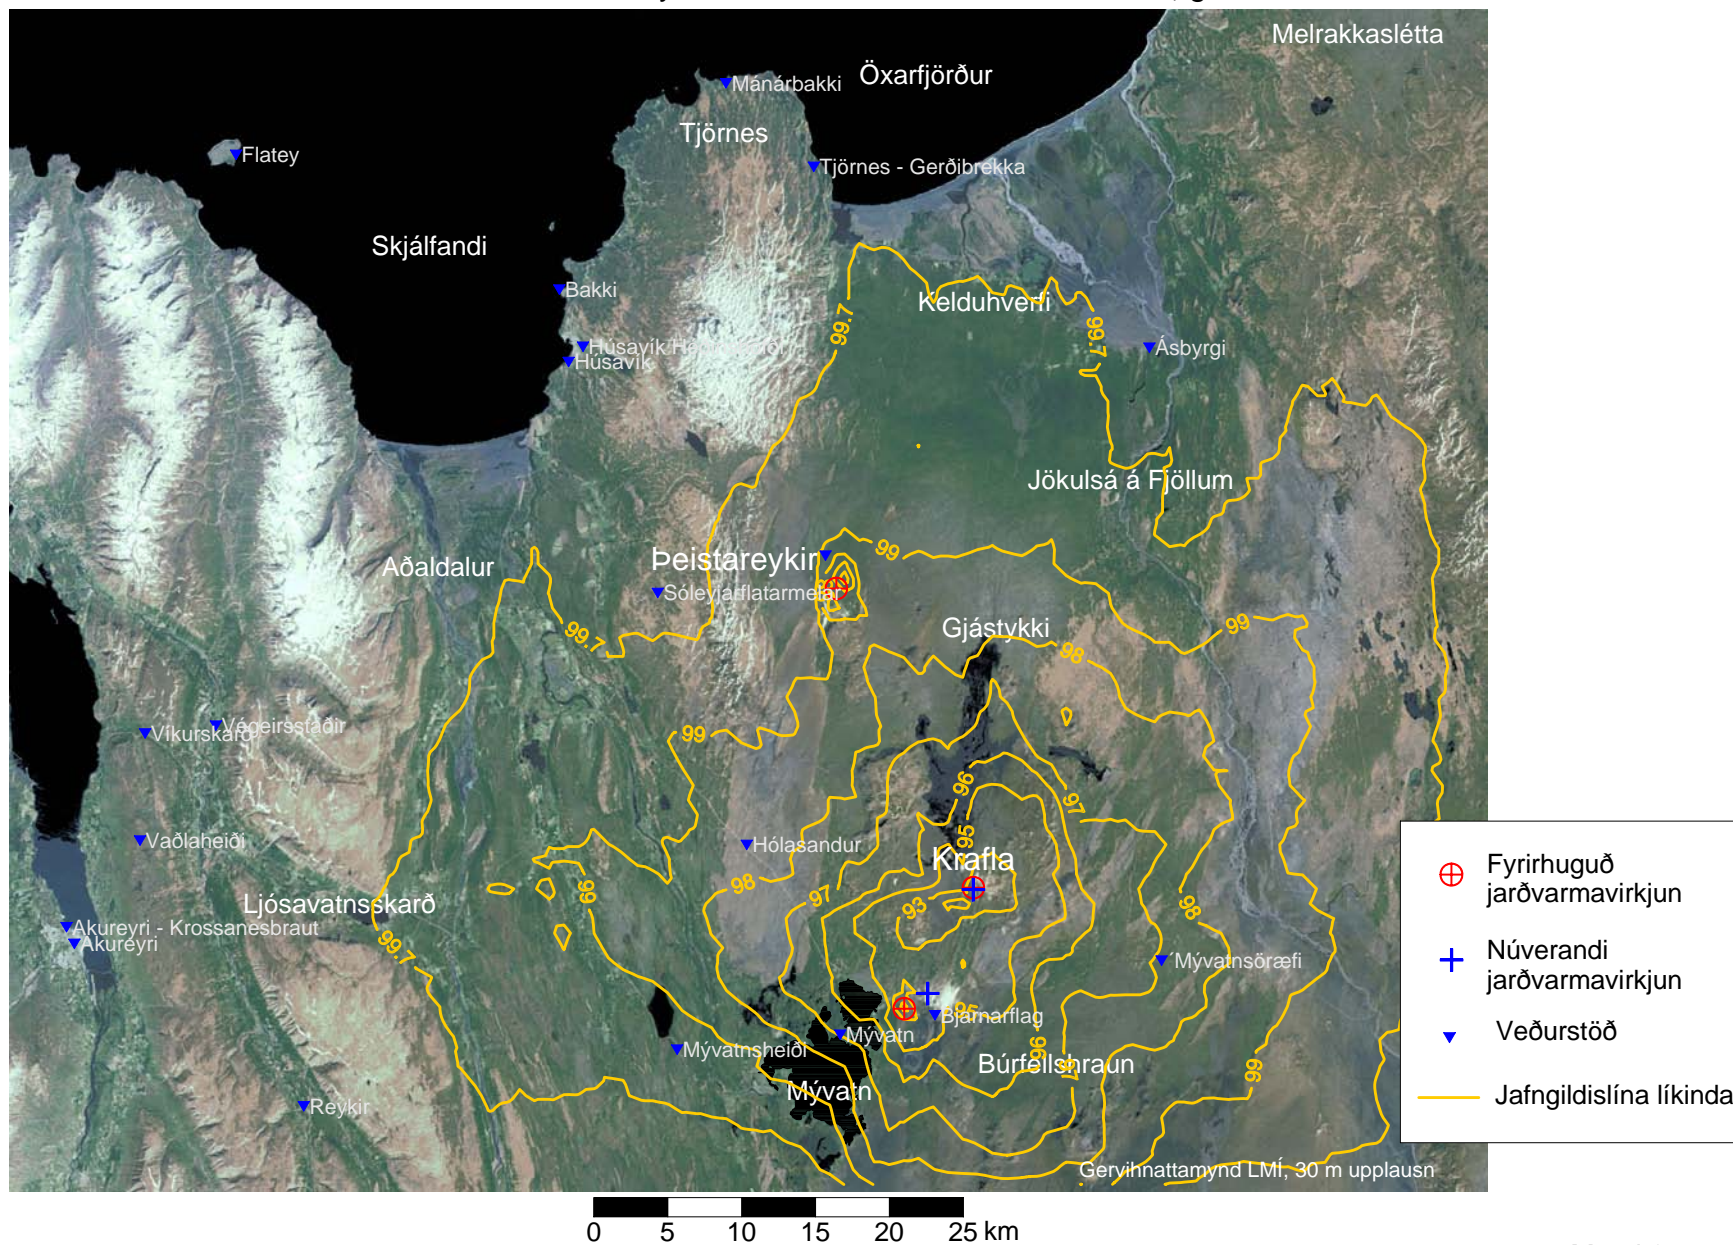 Melrakkaslétta
Öxarfjörður
Mánárbakki
Tjörnes
Flatey
Tjörnes - Gerðibrekka
Skjálfandi
Bakki
Kelduhverfi
99.7
99.7
Húsavík
Húsavík
Ásbyrgi
Jökulsá á Fjöllum
Þeistareykir
99
Aðaldalur
Sóleyjarflatarmelar
99.7
Gjástykki
99
98
Végeirsstaðir
Víkurskarð
99
96
97
95
Vaðlaheiði
Hólasandur
Krafla
98
97
93
99
98
Ljósavatnsskarð
Akureyri - Krossanesbraut
Akureyri
99.7
Mývatnsöræfi
95
Bjarnarflag
Mývatn
Mývatnsheiði
96
97
99
Búrfellshraun
Mývatn
Reykir
Gervihnattamynd LMÍ, 30 m upplausn
Fyrirhuguð
jarðvarmavirkjun
Núverandi
jarðvarmavirkjun
Veðurstöð
Jafngildislína líkinda
0 5 10 15 20 25 km